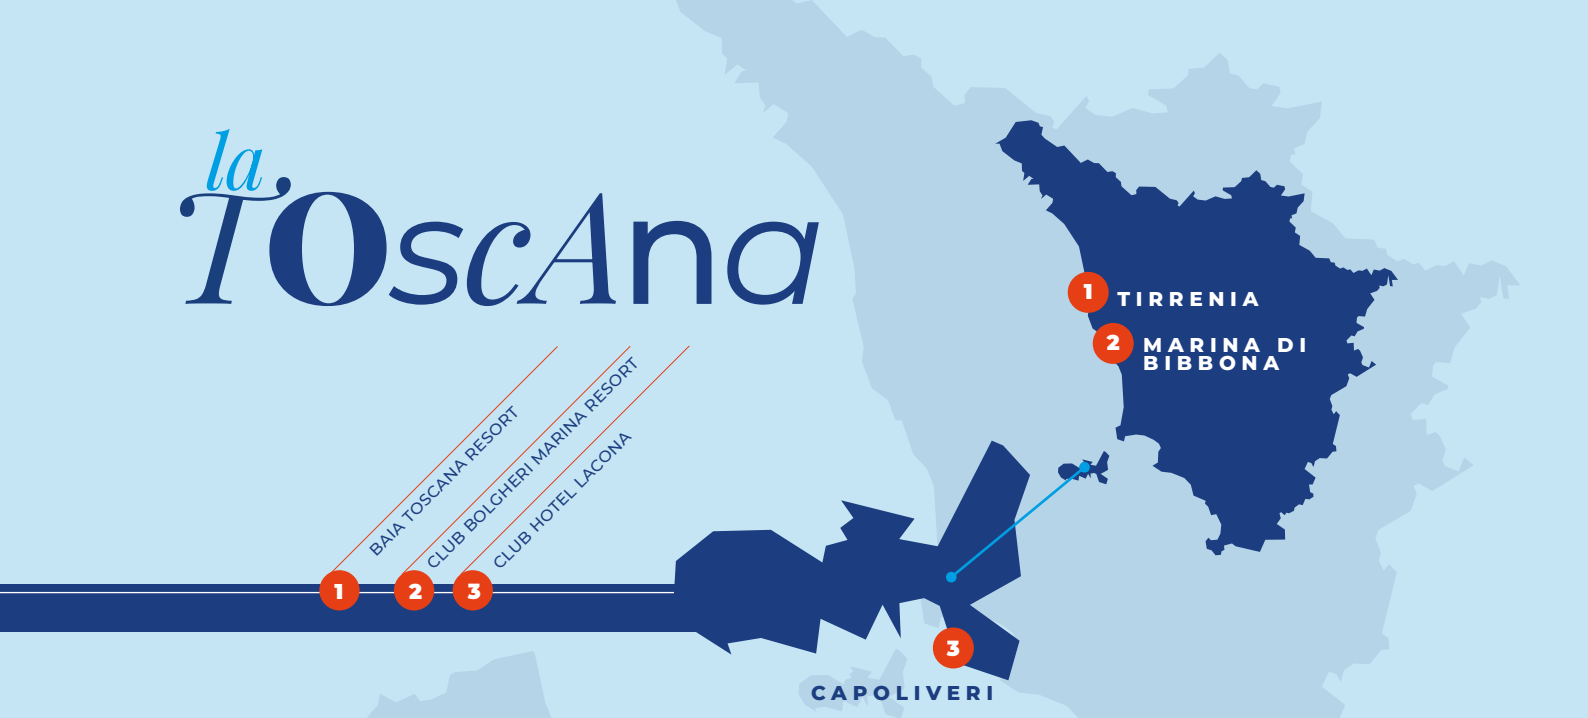 la
TOscAna
BAIA TOSCANA RESORT
CLUB BOLGHERI MARINA RESORT
CLUB HOTEL LACONA
1
2
3
1 TIRRENIA
2 MARINA DI
BIBBONA
3
CAPOLIVERI